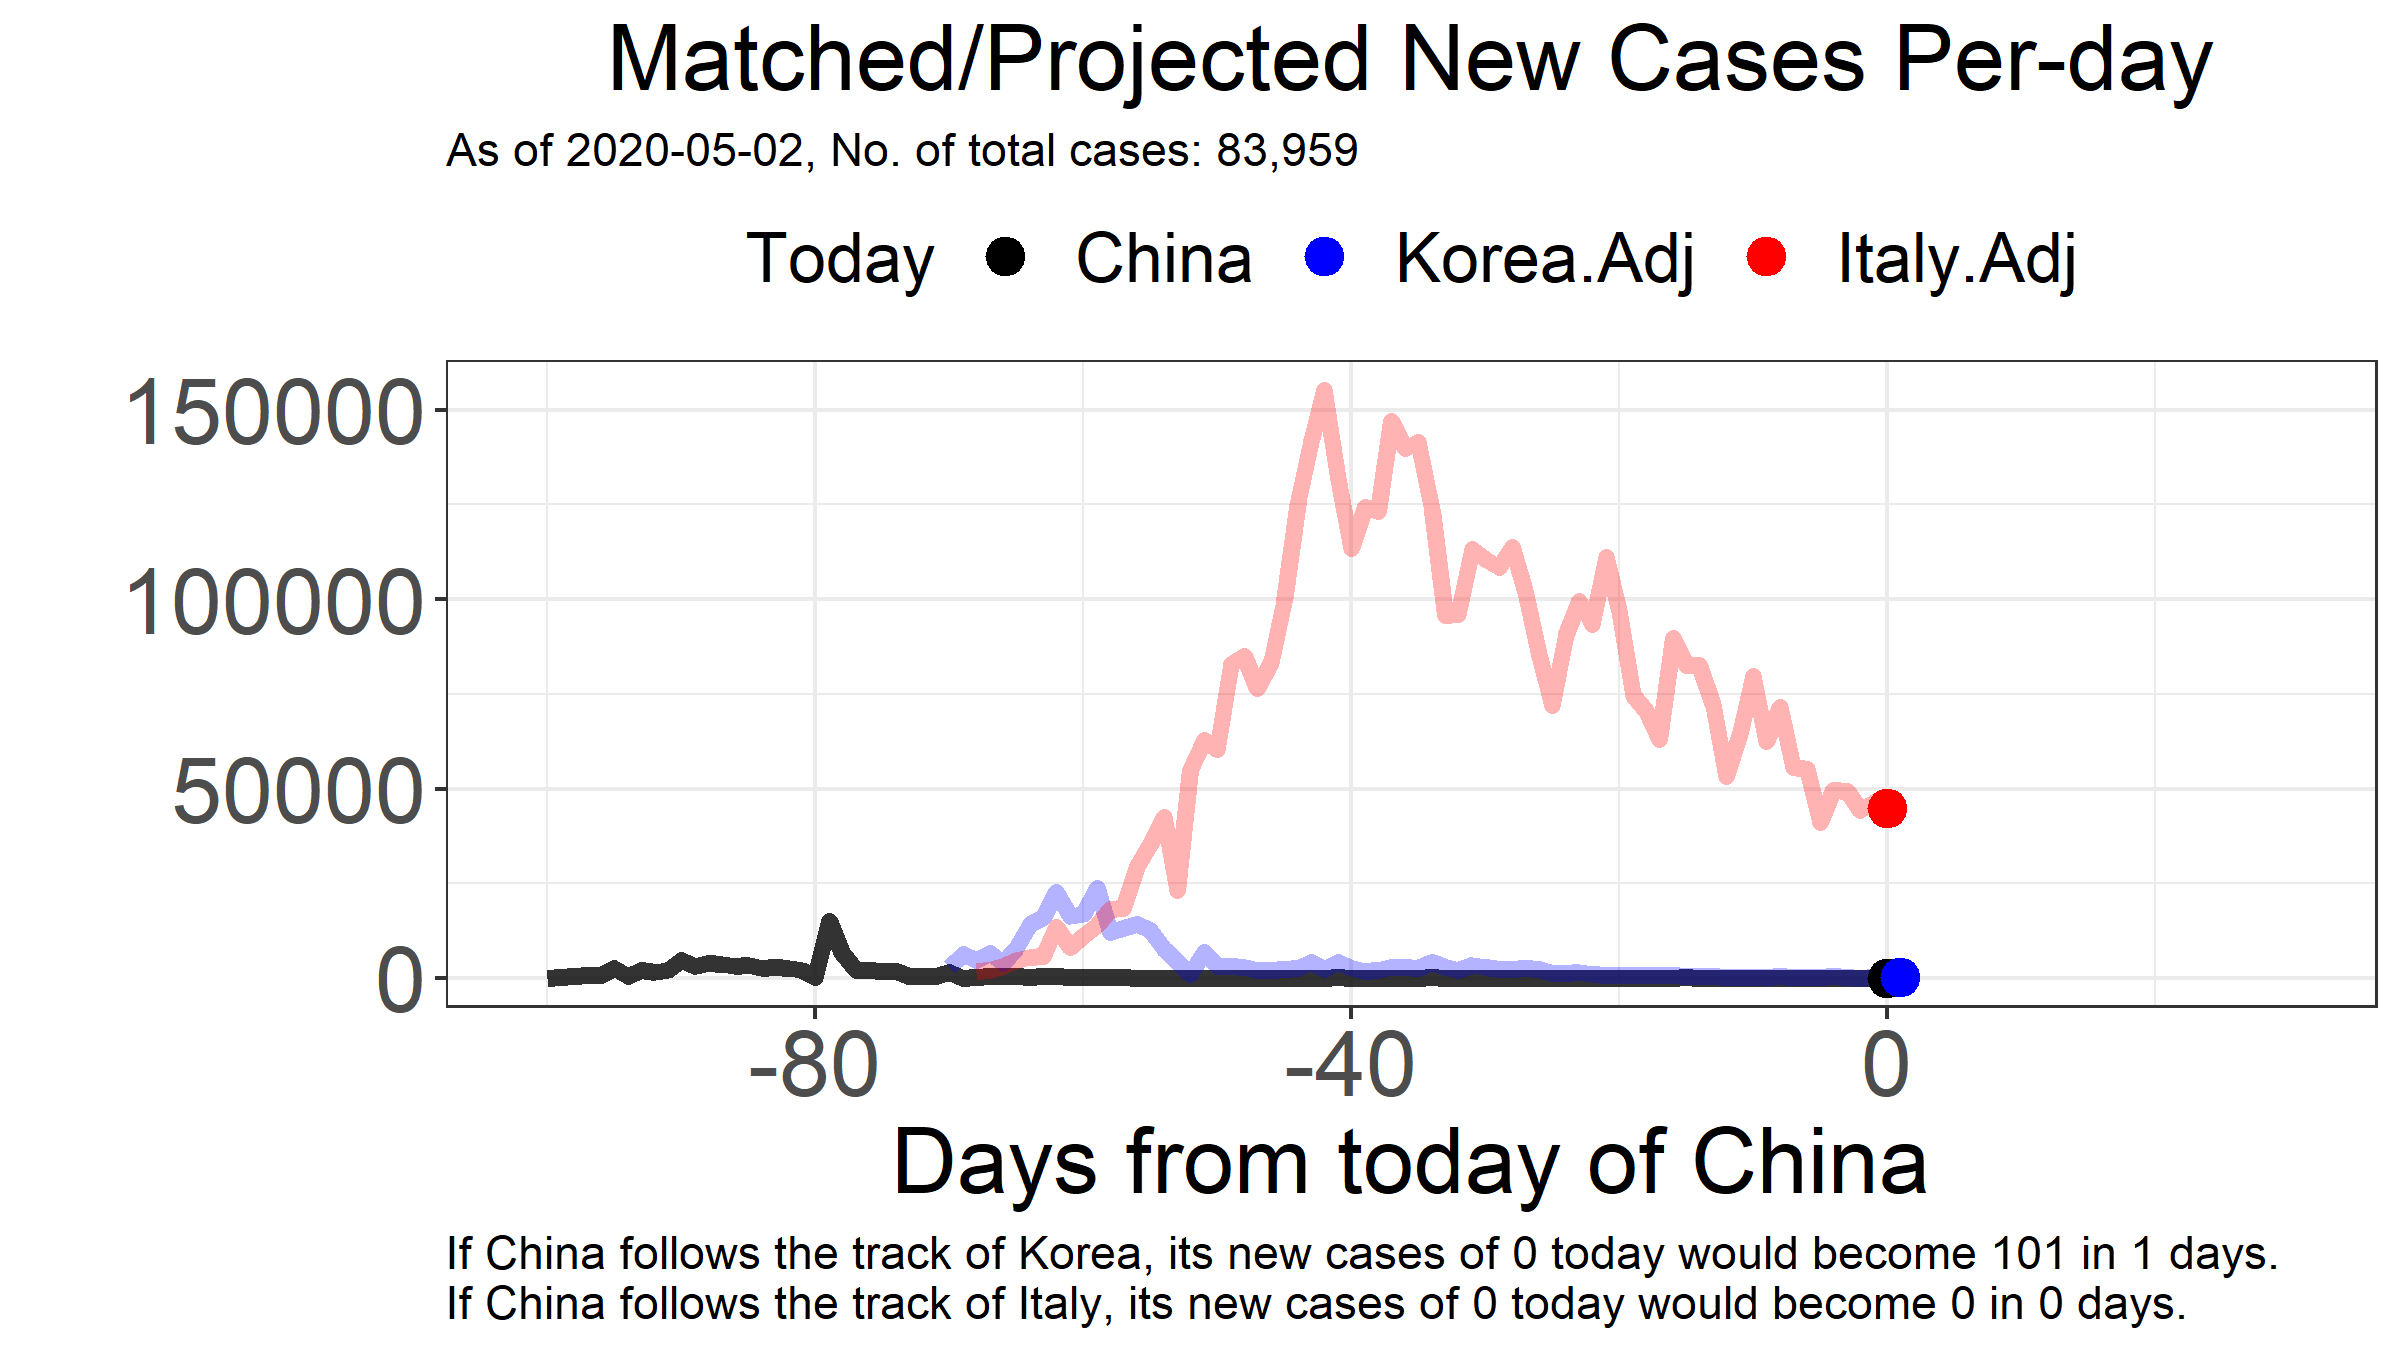 Matched/Projected New Cases Per-day
As of 2020-05-02, No. of total cases: 83,959
Today China Korea.Adj Italy.Adj
150000
100000
50000
0
-80 -40 0
Days from today of China
If China follows the track of Korea, its new cases of 0 today would become 101 in 1 days.
If China follows the track of Italy, its new cases of 0 today would become 0 in 0 days.